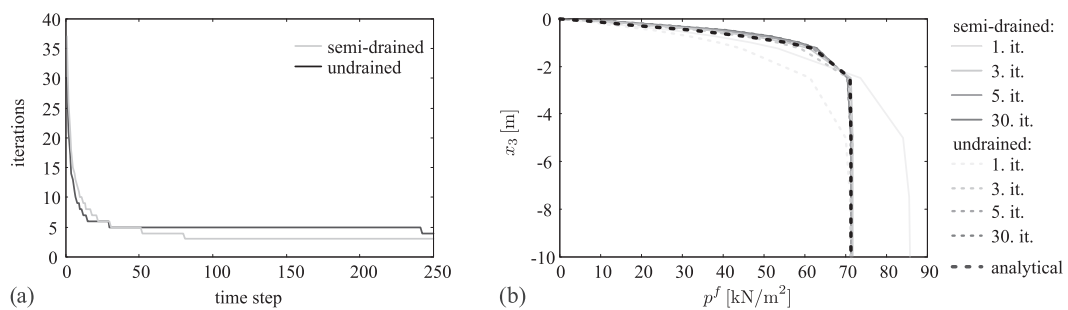 40
35
30
25
20
15
10
5
0
iterations
0
50
100
150
200
250
time step
semi-drained
undrained
(a)
0
-2
-4
-6
-8
-10
x₃ [m]
0
10
20
30
40
50
60
70
80
90
pᶠ [kN/m²]
(b)
semi-drained:
1. it.
3. it.
5. it.
30. it.
undrained:
1. it.
3. it.
5. it.
30. it.
analytical